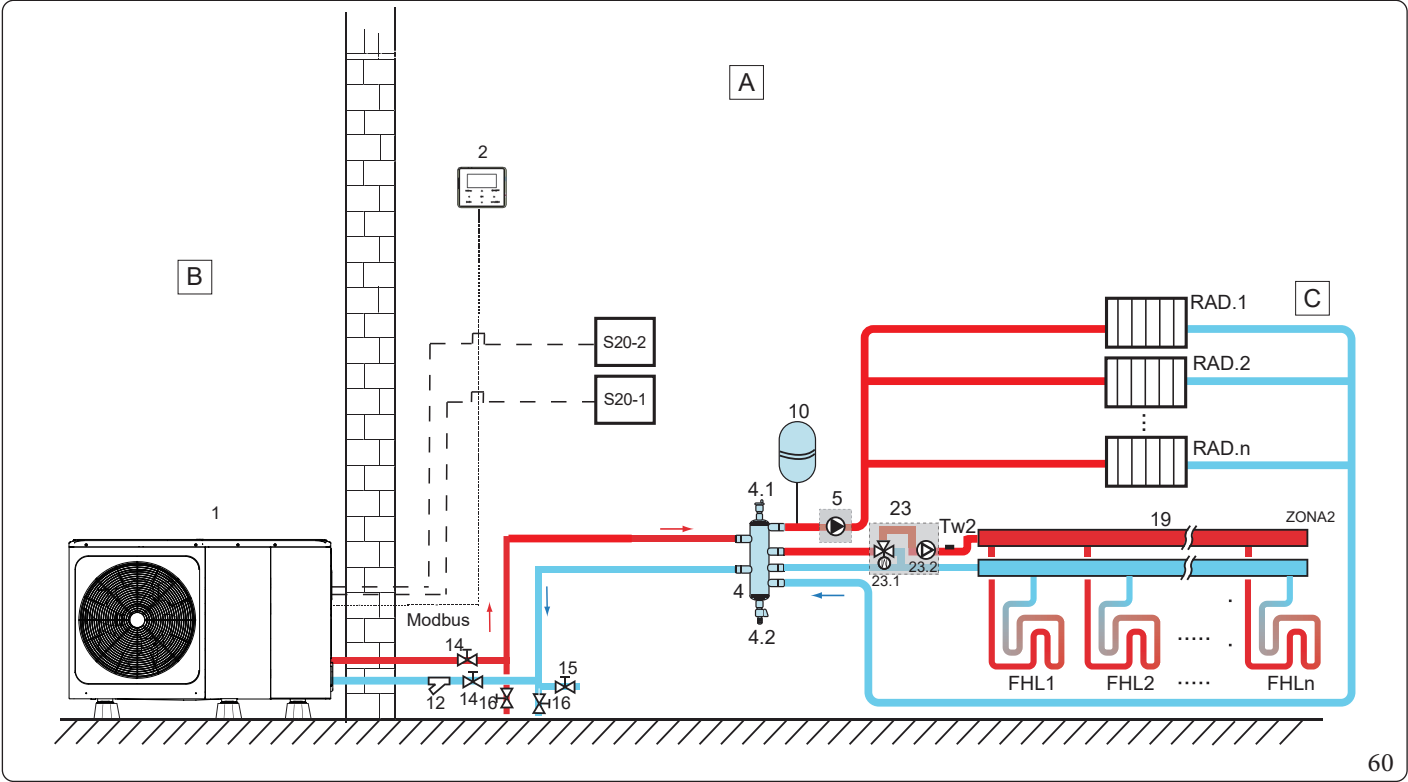 A
2
B
C
RAD.1
S20-2
RAD.2
S20-1
10
RAD.n
4.1
5
23
Tw2
19
ZONA2
1
23.1
23.2
4
Modbus
4.2
14
15
12
14
16
16
FHL1
FHL2
.....
FHLn
60